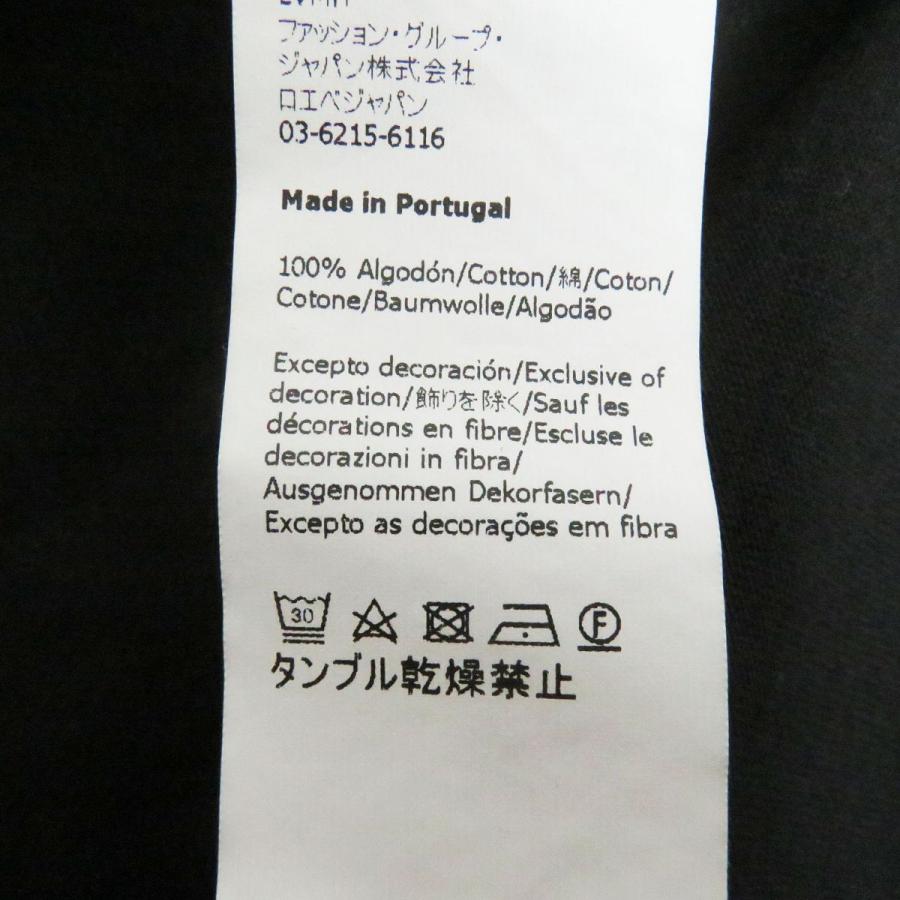 ファッション・グループ・
ジャパン株式会社
ロエベジャパン
03-6215-6116
Made in Portugal
100% Algodón/Cotton/綿/Coton/
Cotone/Baumwolle/Algodão
Excepto decoración/Exclusive of
decoration/飾りを除く/Sauf les
décorations en fibre/Escluse le
decorazioni in fibra/
Ausgenommen Dekorfasern/
Excepto as decorações em fibra
30 F
タンブル乾燥禁止